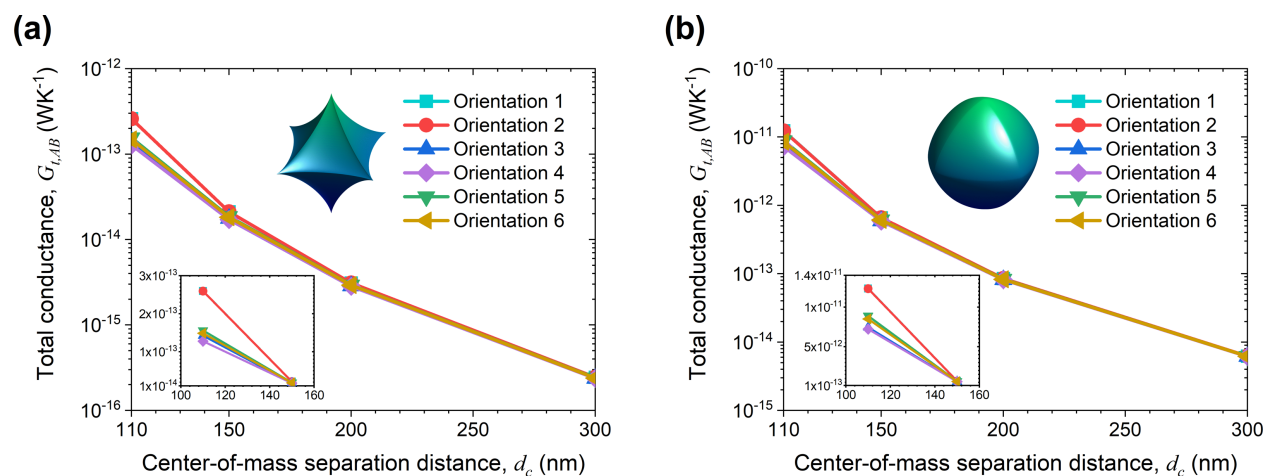 (a)
Total conductance, G_{t,AB} (WK⁻¹)
10⁻¹²
10⁻¹³
10⁻¹⁴
10⁻¹⁵
10⁻¹⁶
Orientation 1
Orientation 2
Orientation 3
Orientation 4
Orientation 5
Orientation 6
3x10⁻¹³
2x10⁻¹³
1x10⁻¹³
1x10⁻¹⁴
100 120 140 160
110 150 200 250 300
Center-of-mass separation distance, d_c (nm)
(b)
Total conductance, G_{t,AB} (WK⁻¹)
10⁻¹⁰
10⁻¹¹
10⁻¹²
10⁻¹³
10⁻¹⁴
10⁻¹⁵
Orientation 1
Orientation 2
Orientation 3
Orientation 4
Orientation 5
Orientation 6
1.4x10⁻¹¹
1x10⁻¹¹
5x10⁻¹²
1x10⁻¹³
100 120 140 160
110 150 200 250 300
Center-of-mass separation distance, d_c (nm)